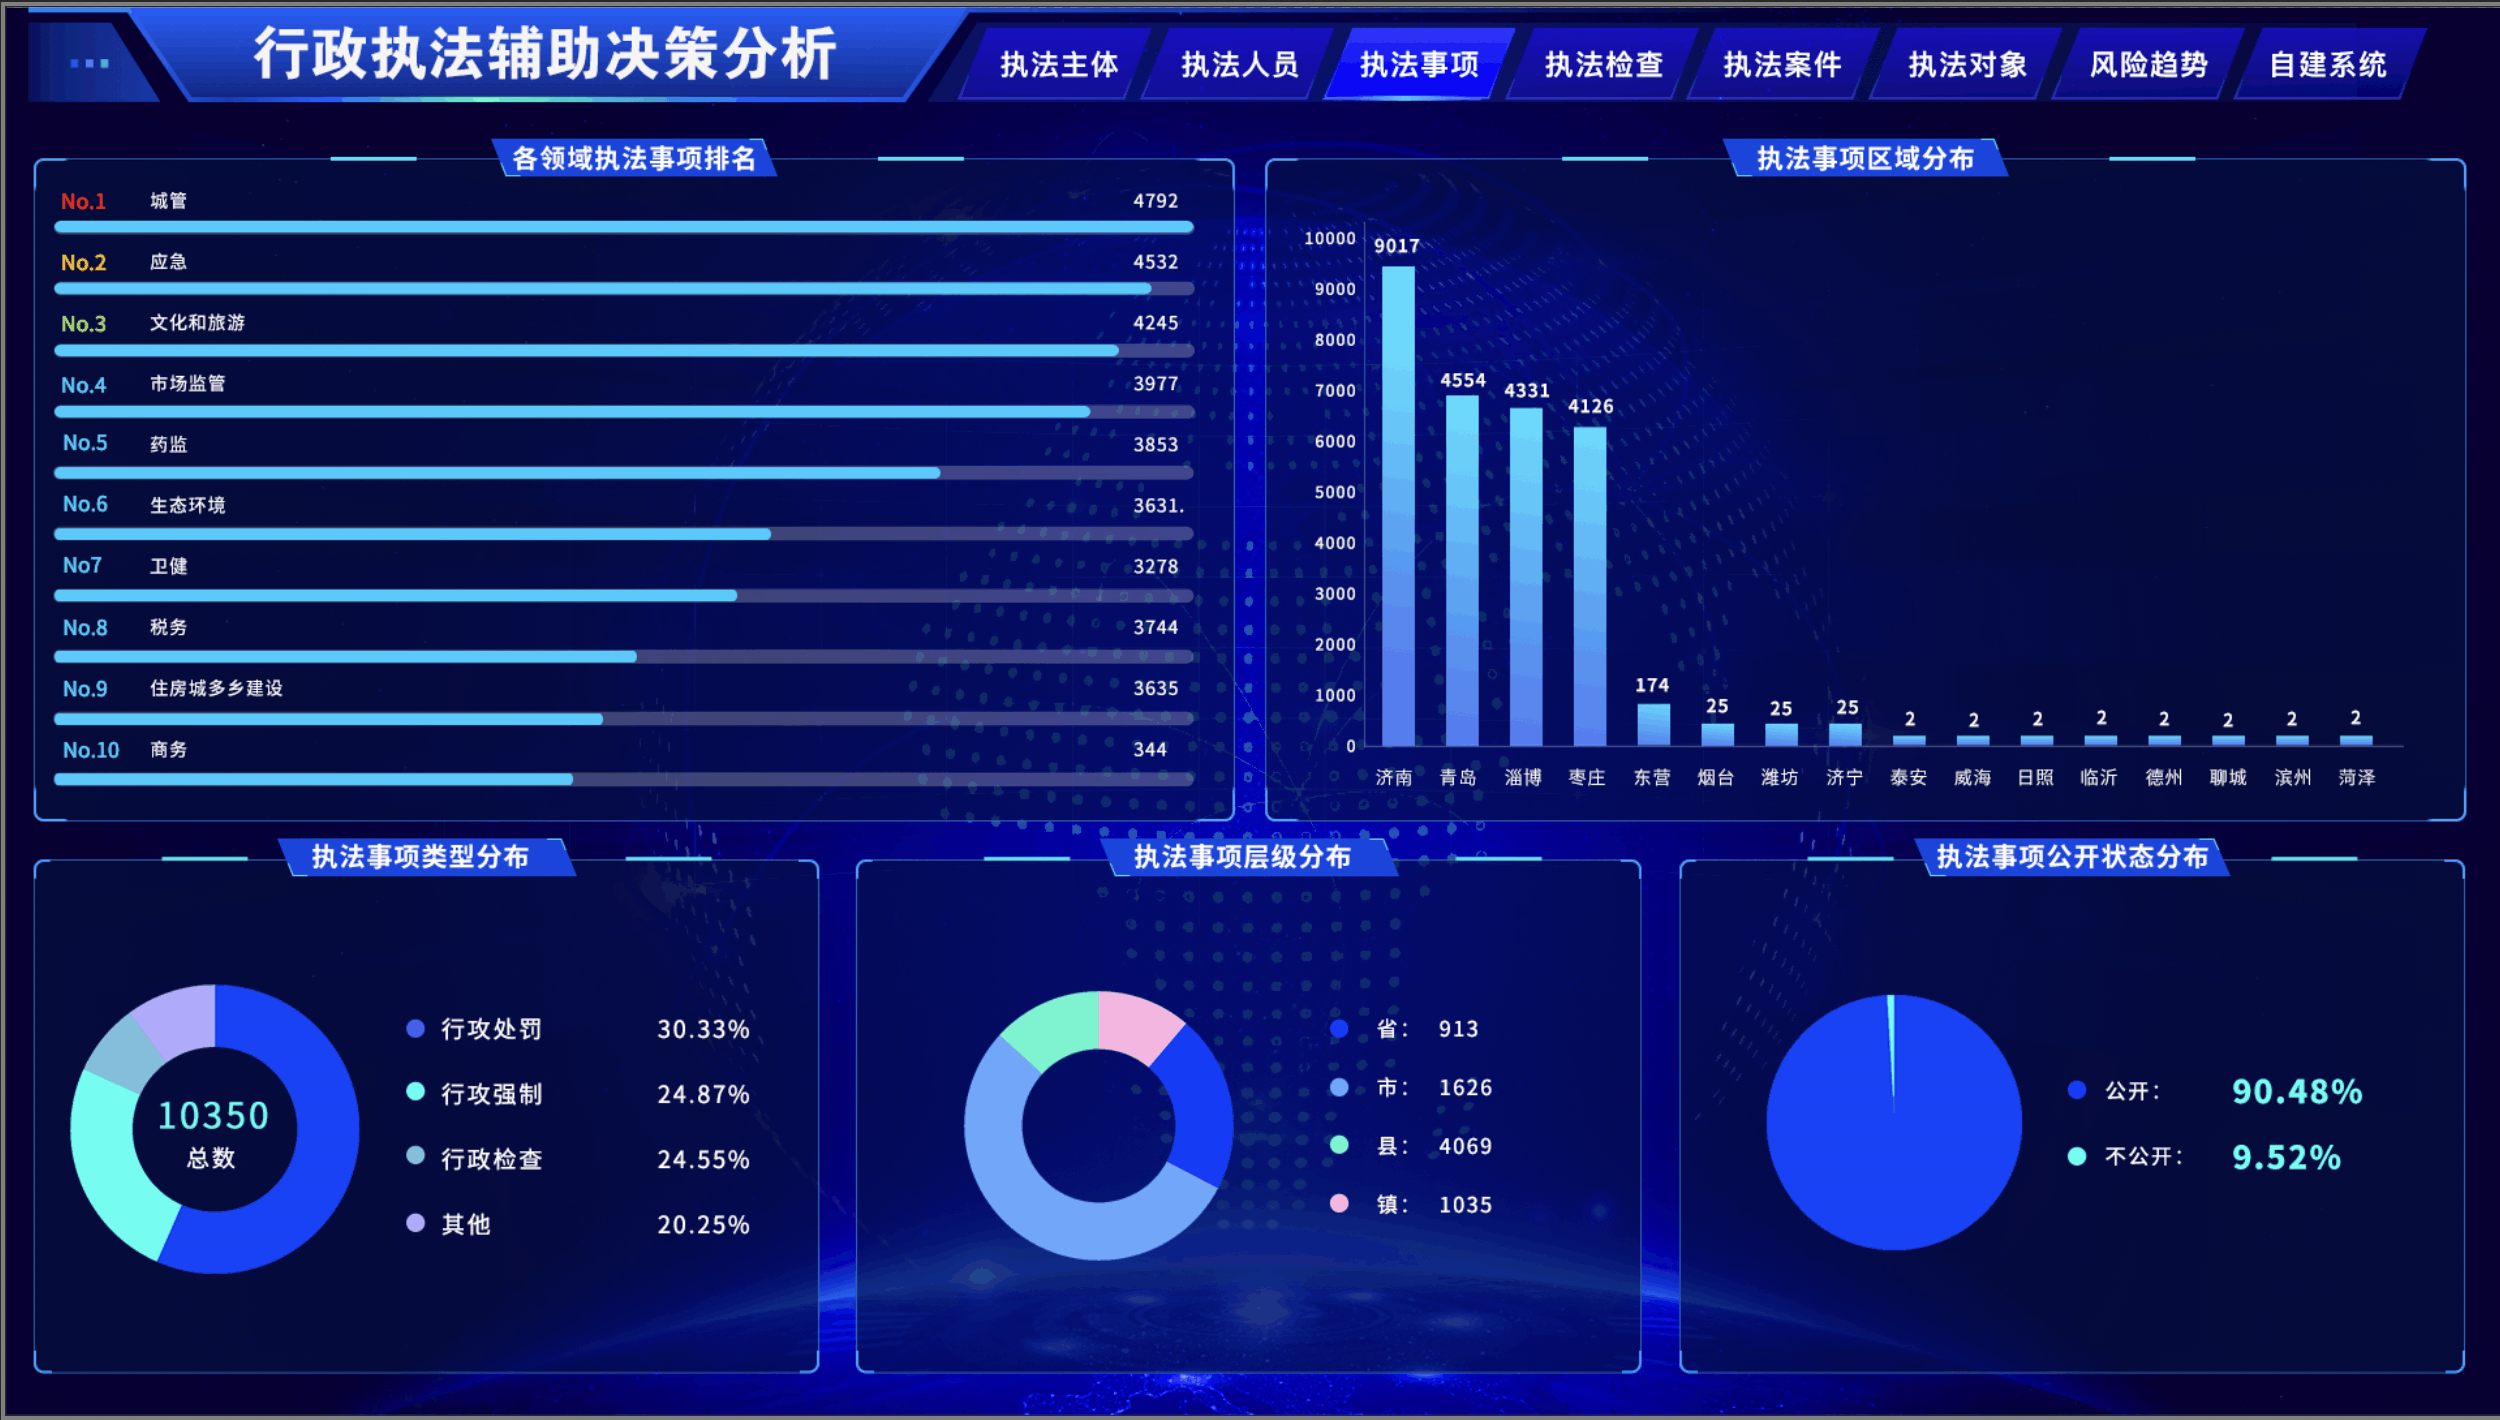 行政执法辅助决策分析
执法主体 执法人员 执法事项 执法检查 执法案件 执法对象 风险趋势 自建系统
各领域执法事项排名
No.1 城管 4792
No.2 应急 4532
No.3 文化和旅游 4245
No.4 市场监管 3977
No.5 药监 3853
No.6 生态环境 3631.
No7 卫健 3278
No.8 税务 3744
No.9 住房城多乡建设 3635
No.10 商务 344
执法事项区域分布
10000
9000
8000
7000
6000
5000
4000
3000
2000
1000
0
9017 4554 4331 4126 174 25 25 25 2 2 2 2 2 2 2 2
济南 青岛 淄博 枣庄 东营 烟台 潍坊 济宁 泰安 威海 日照 临沂 德州 聊城 滨州 菏泽
执法事项类型分布
10350
总数
行政处罚 30.33%
行政强制 24.87%
行政检查 24.55%
其他 20.25%
执法事项层级分布
省： 913
市： 1626
县： 4069
镇： 1035
执法事项公开状态分布
公开： 90.48%
不公开： 9.52%